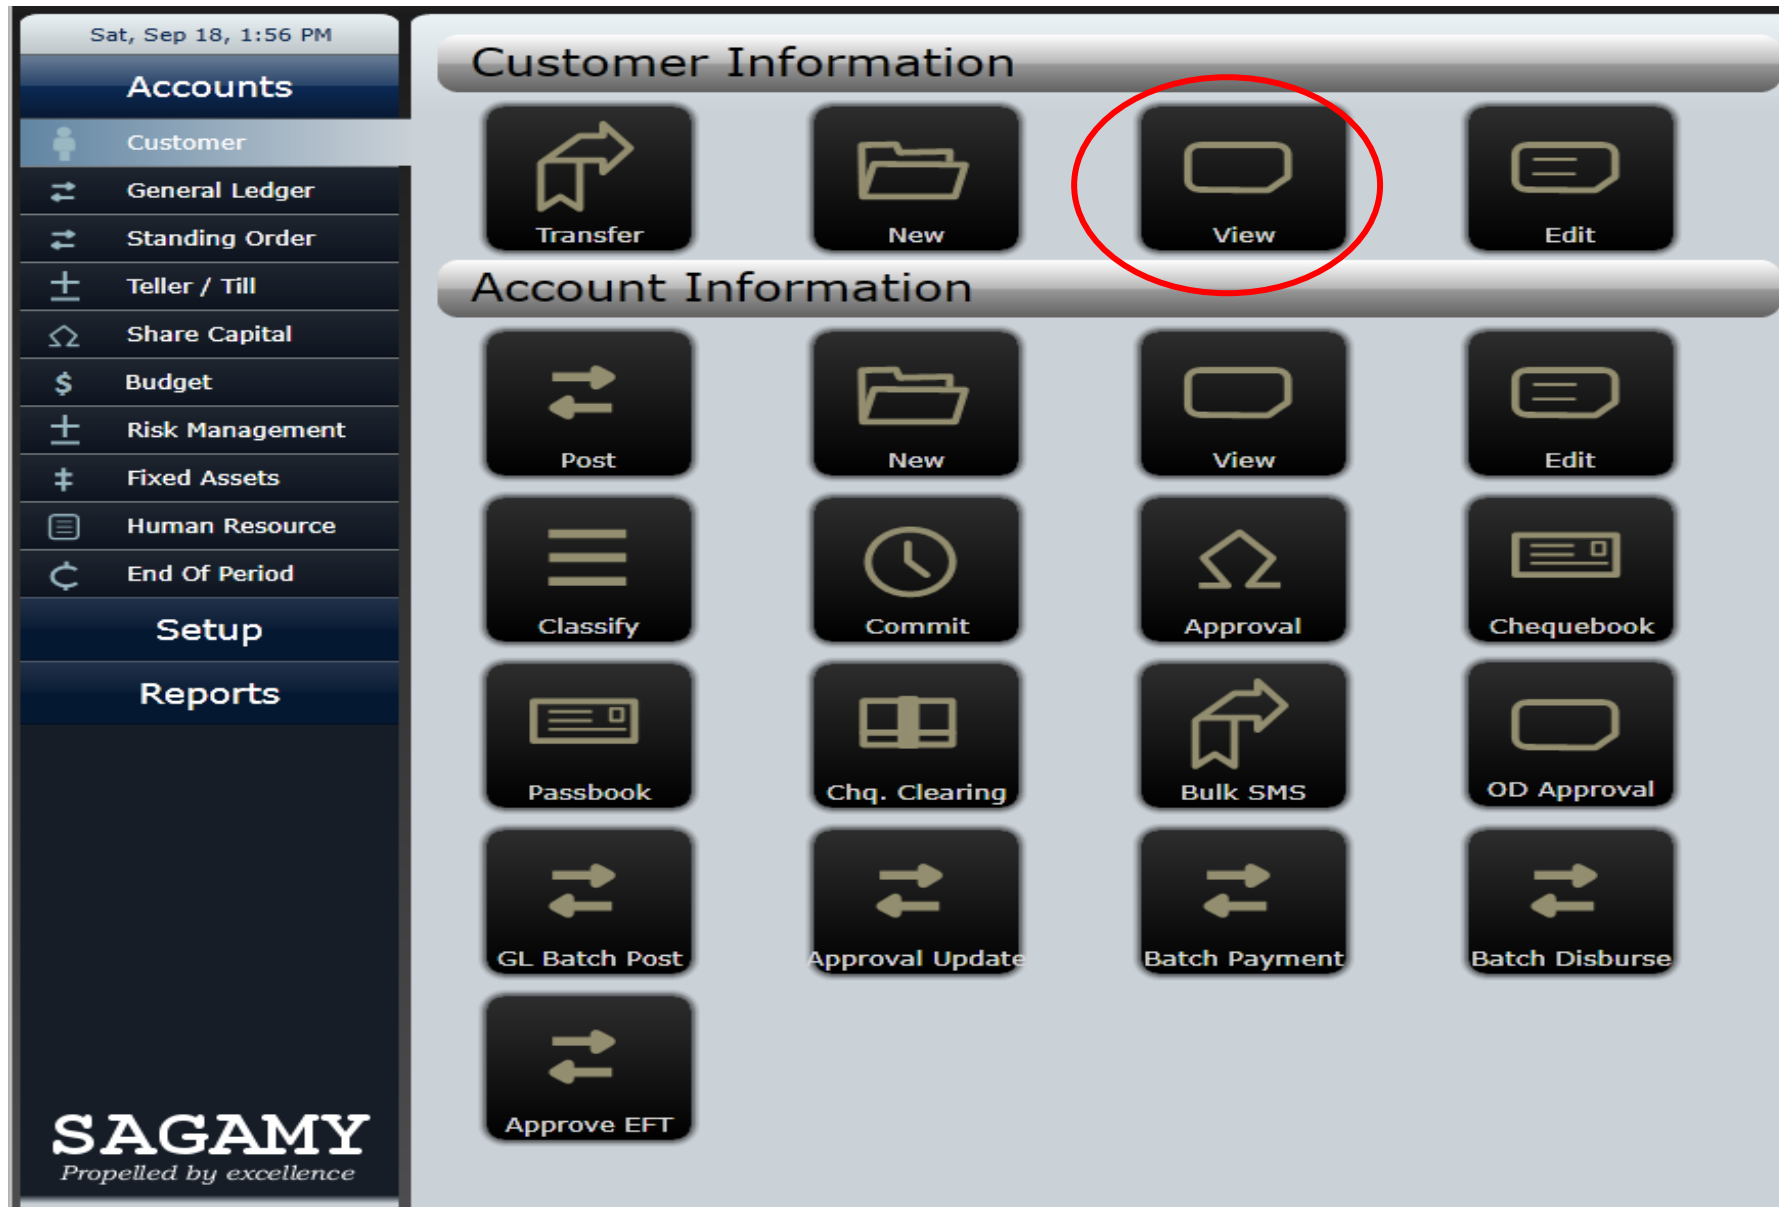 Sat, Sep 18, 1:56 PM
Accounts
Customer
General Ledger
Standing Order
Teller / Till
Share Capital
$ Budget
Risk Management
Fixed Assets
Human Resource
End Of Period
Setup
Reports
SAGAMY
Propelled by excellence
Customer Information
Transfer New View Edit
Account Information
Post New View Edit
Classify Commit Approval Chequebook
Passbook Chq. Clearing Bulk SMS OD Approval
GL Batch Post Approval Update Batch Payment Batch Disburse
Approve EFT